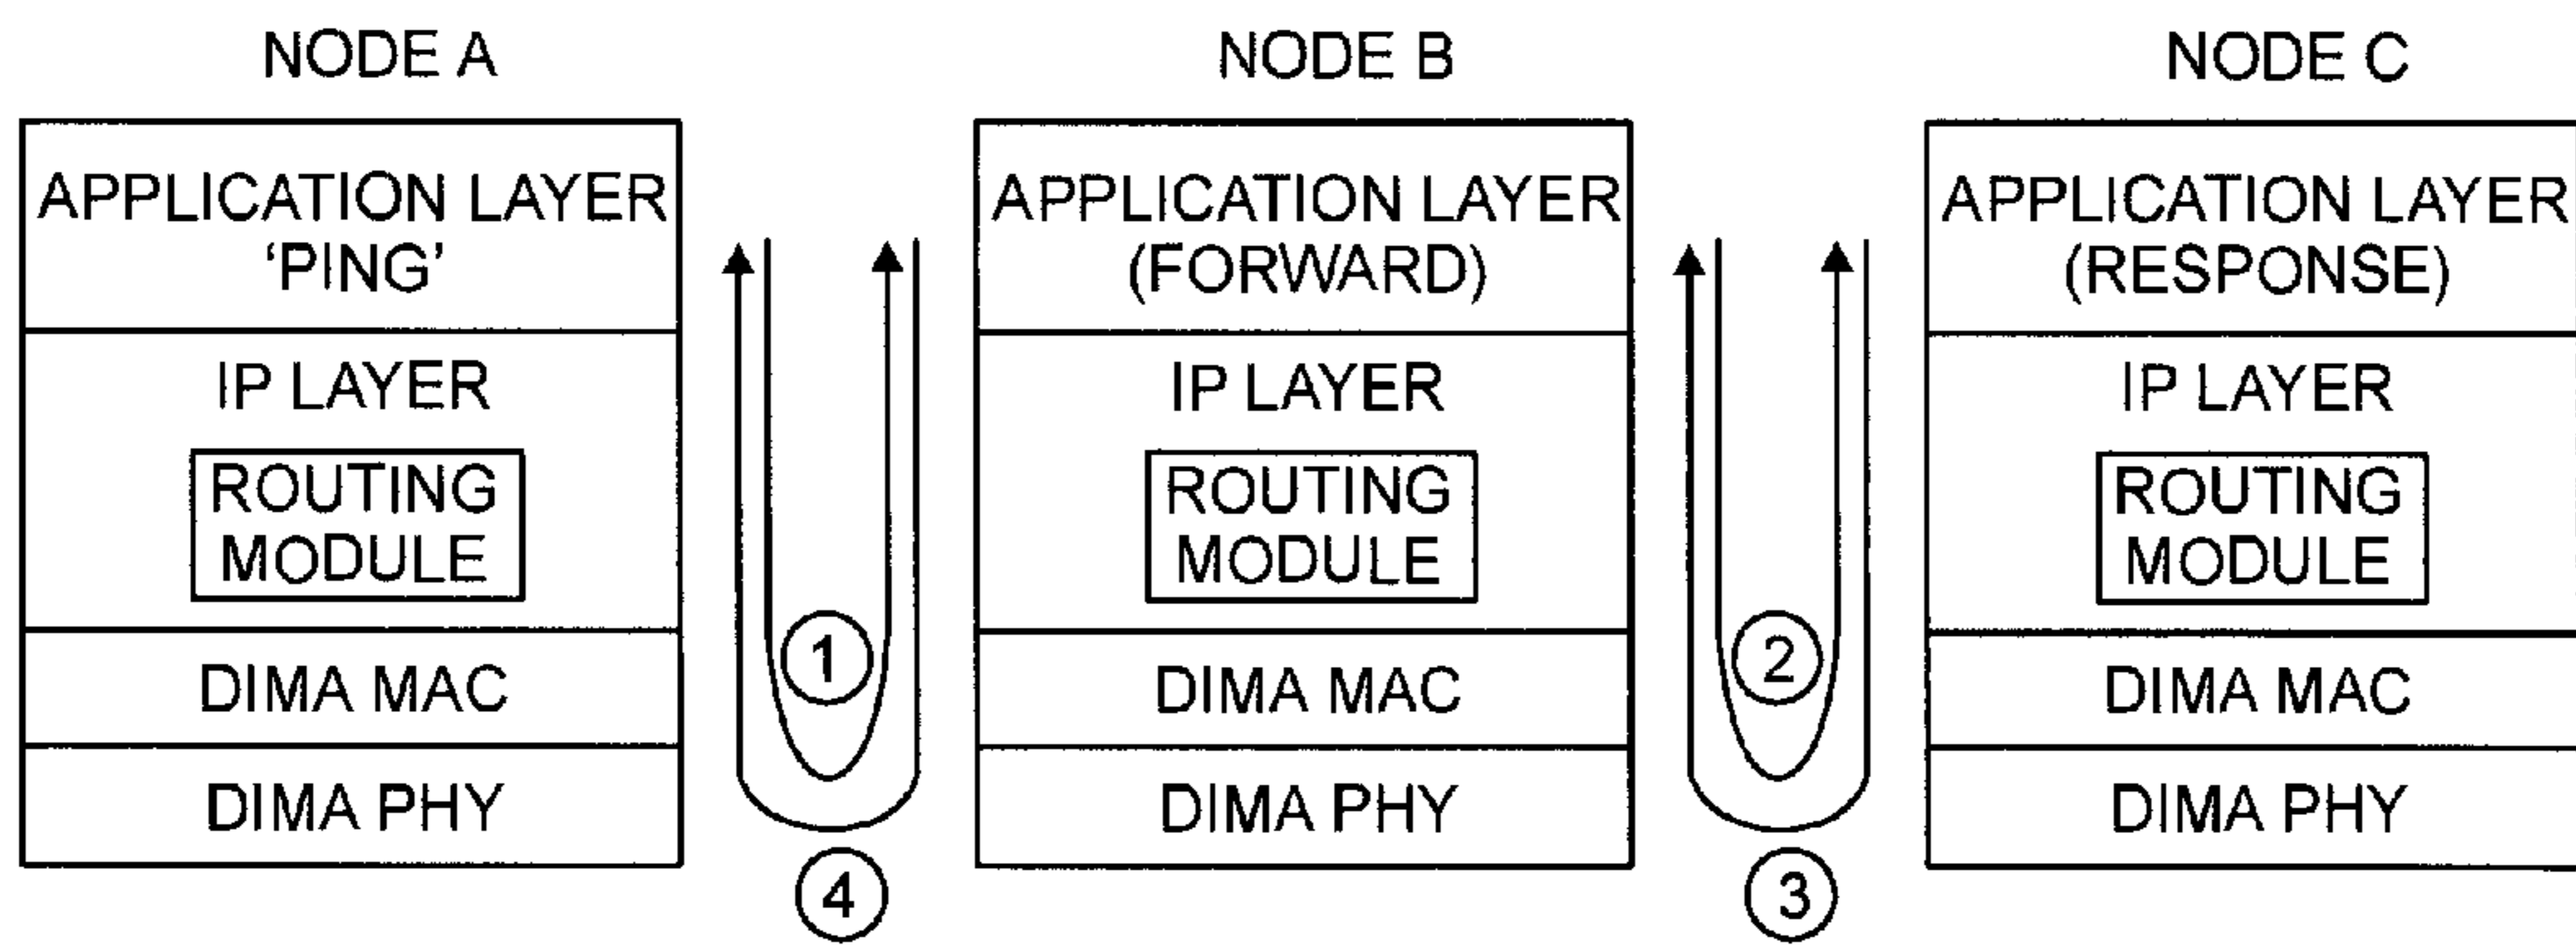 NODE A
APPLICATION LAYER
‘PING’
IP LAYER
ROUTING
MODULE
DIMA MAC
DIMA PHY
1
4
NODE B
APPLICATION LAYER
(FORWARD)
IP LAYER
ROUTING
MODULE
DIMA MAC
DIMA PHY
2
3
NODE C
APPLICATION LAYER
(RESPONSE)
IP LAYER
ROUTING
MODULE
DIMA MAC
DIMA PHY